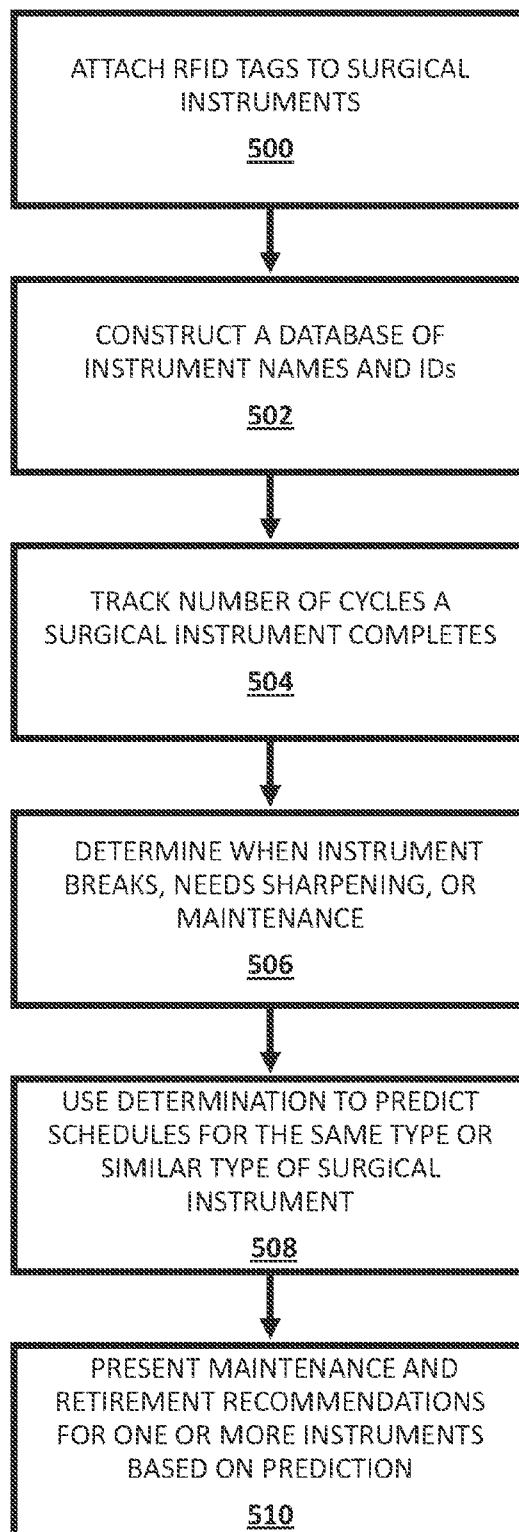 ATTACH RFID TAGS TO SURGICAL
INSTRUMENTS
500
CONSTRUCT A DATABASE OF
INSTRUMENT NAMES AND IDs
502
TRACK NUMBER OF CYCLES A
SURGICAL INSTRUMENT COMPLETES
504
DETERMINE WHEN INSTRUMENT
BREAKS, NEEDS SHARPENING, OR
MAINTENANCE
506
USE DETERMINATION TO PREDICT
SCHEDULES FOR THE SAME TYPE OR
SIMILAR TYPE OF SURGICAL
INSTRUMENT
508
PRESENT MAINTENANCE AND
RETIREMENT RECOMMENDATIONS
FOR ONE OR MORE INSTRUMENTS
BASED ON PREDICTION
510